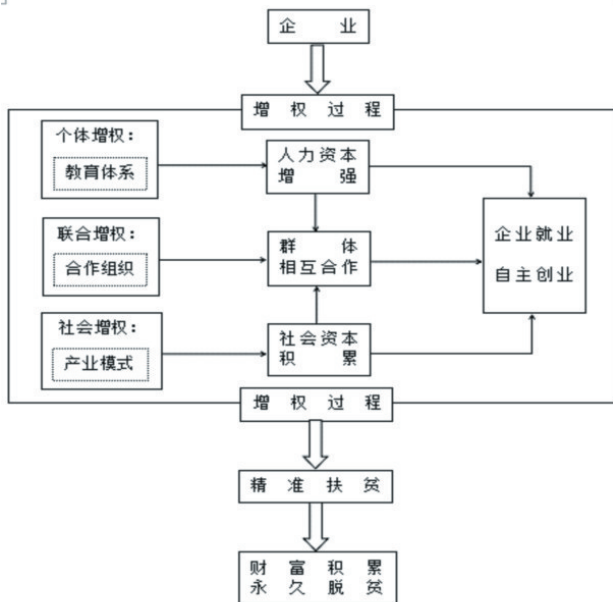 企 业
增 权 过 程
个体增权：
教育体系
人力资本
增 强
联合增权：
合作组织
群 体
相互合作
企业就业
自主创业
社会增权：
产业模式
社会资本
积 累
增 权 过 程
精 准 扶 贫
财 富 积 累
永 久 脱 贫